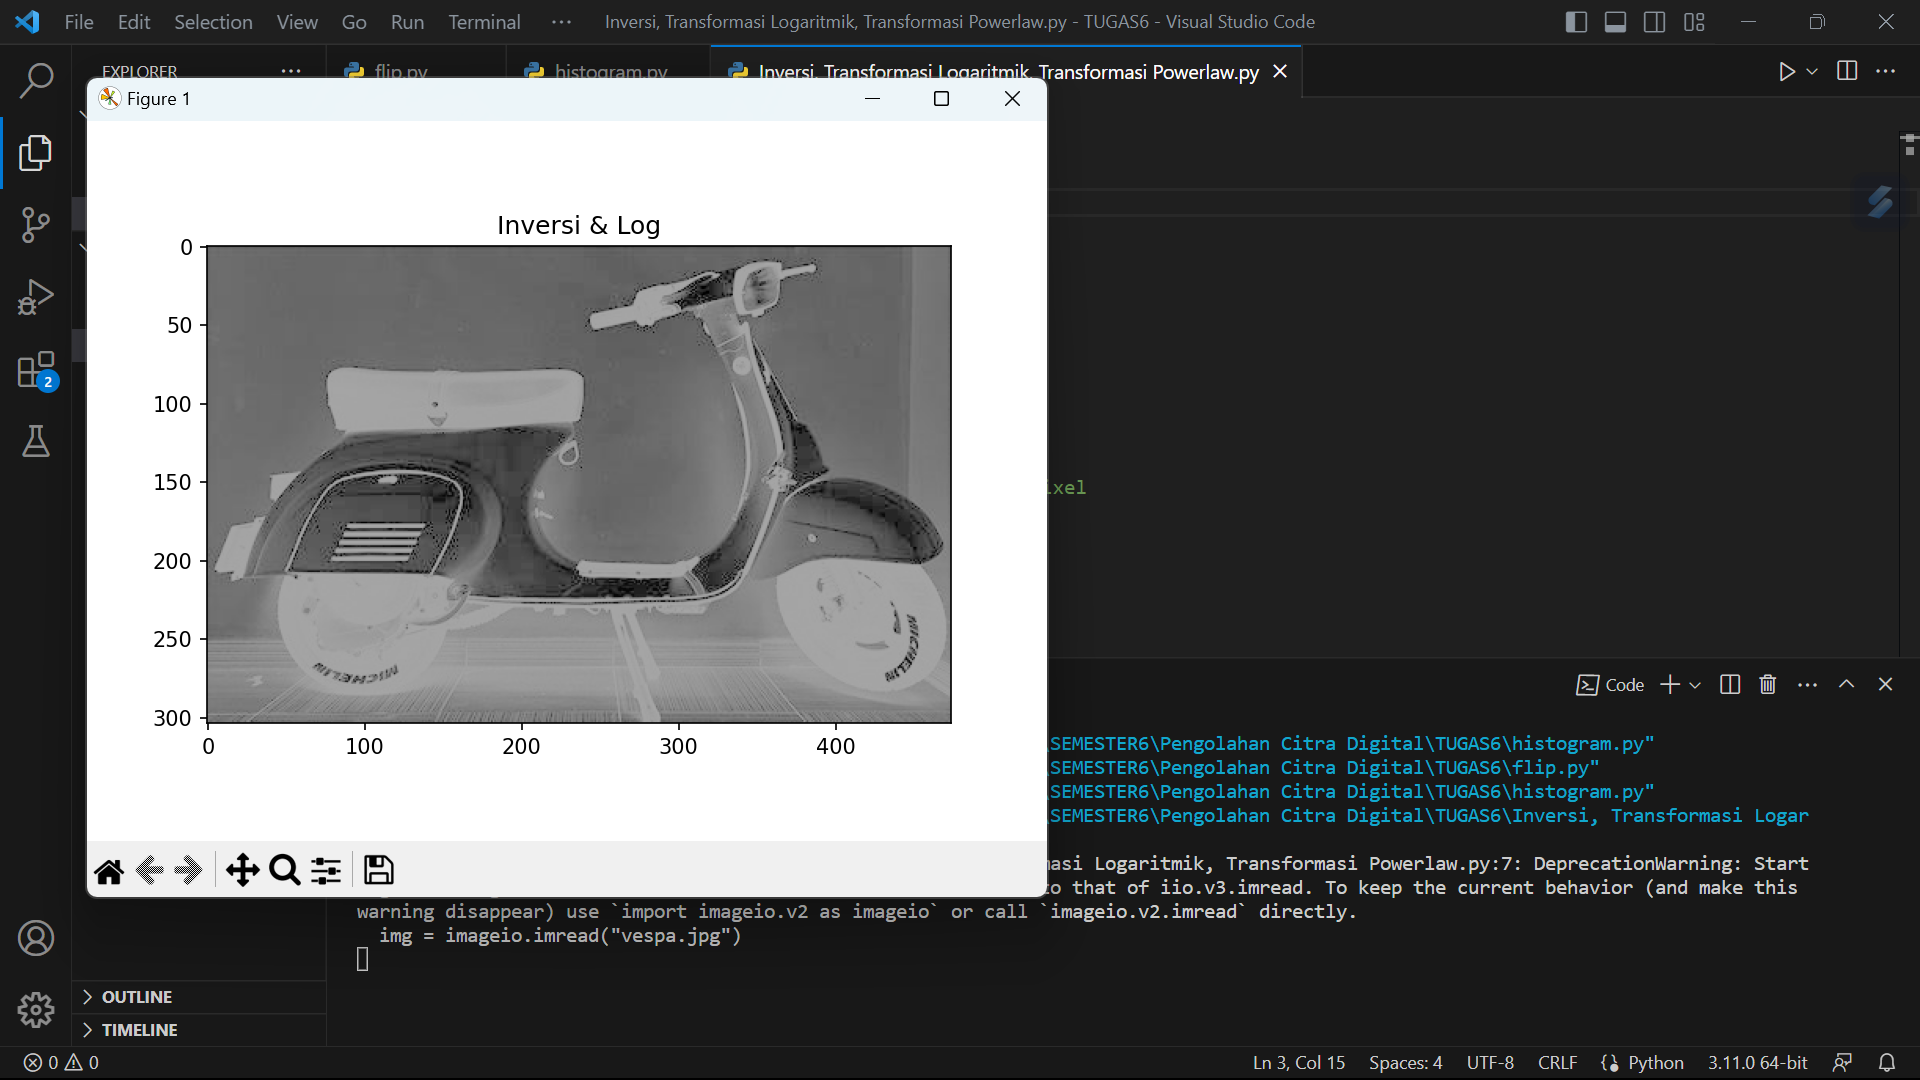 File Edit Selection View Go Run Terminal ··· Inversi, Transformasi Logaritmik, Transformasi Powerlaw.py - TUGAS6 - Visual Studio Code
EXPLORER ··· flip.py histogram.py Inversi, Transformasi Logaritmik, Transformasi Powerlaw.py
Figure 1
Inversi & Log
0
50
100
150
200
250
300
0 100 200 300 400
MICHELIN
MICHELIN
2
ixel
Code
\SEMESTER6\Pengolahan Citra Digital\TUGAS6\histogram.py"
\SEMESTER6\Pengolahan Citra Digital\TUGAS6\flip.py"
\SEMESTER6\Pengolahan Citra Digital\TUGAS6\histogram.py"
\SEMESTER6\Pengolahan Citra Digital\TUGAS6\Inversi, Transformasi Logar
masi Logaritmik, Transformasi Powerlaw.py:7: DeprecationWarning: Start
to that of iio.v3.imread. To keep the current behavior (and make this
warning disappear) use `import imageio.v2 as imageio` or call `imageio.v2.imread` directly.
img = imageio.imread("vespa.jpg")
OUTLINE
TIMELINE
0 0 Ln 3, Col 15 Spaces: 4 UTF-8 CRLF Python 3.11.0 64-bit